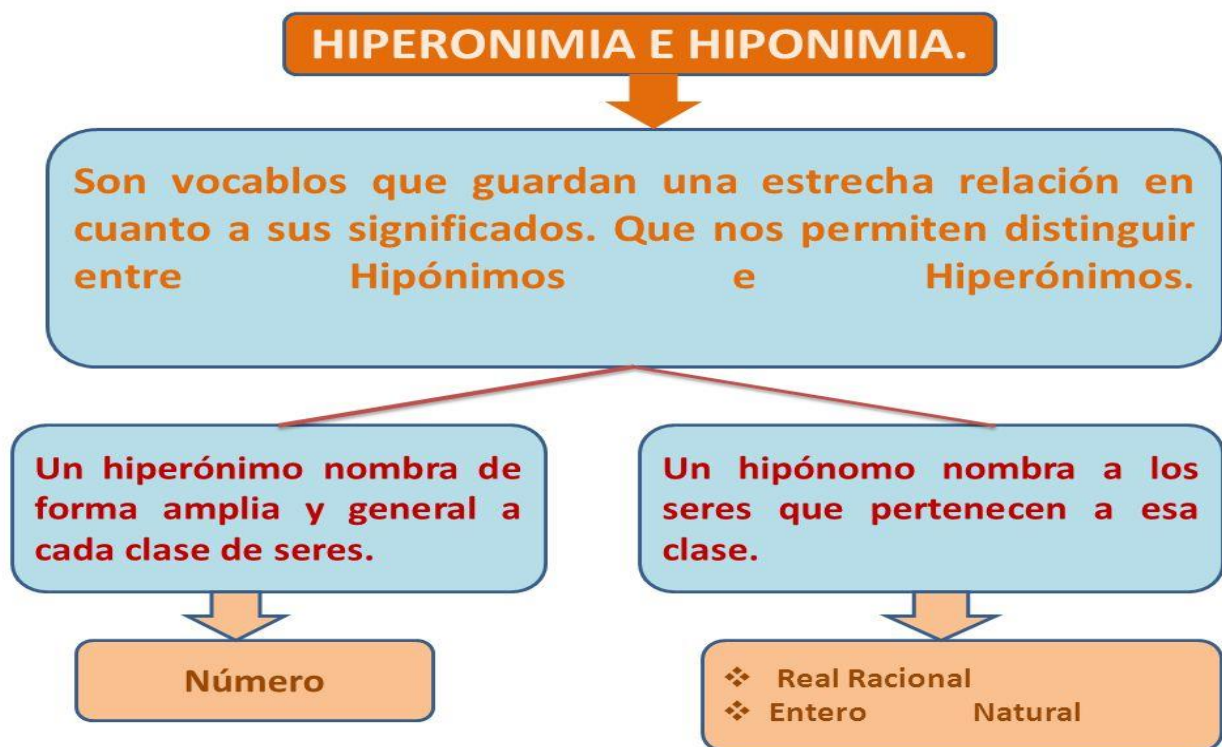 HIPERONIMIA E HIPONIMIA.
Son vocablos que guardan una estrecha relación en
cuanto a sus significados. Que nos permiten distinguir
entre Hipónimos e Hiperónimos.
Un hiperónimo nombra de
forma amplia y general a
cada clase de seres.
Un hipónomo nombra a los
seres que pertenecen a esa
clase.
Número
❖ Real Racional
❖ Entero Natural